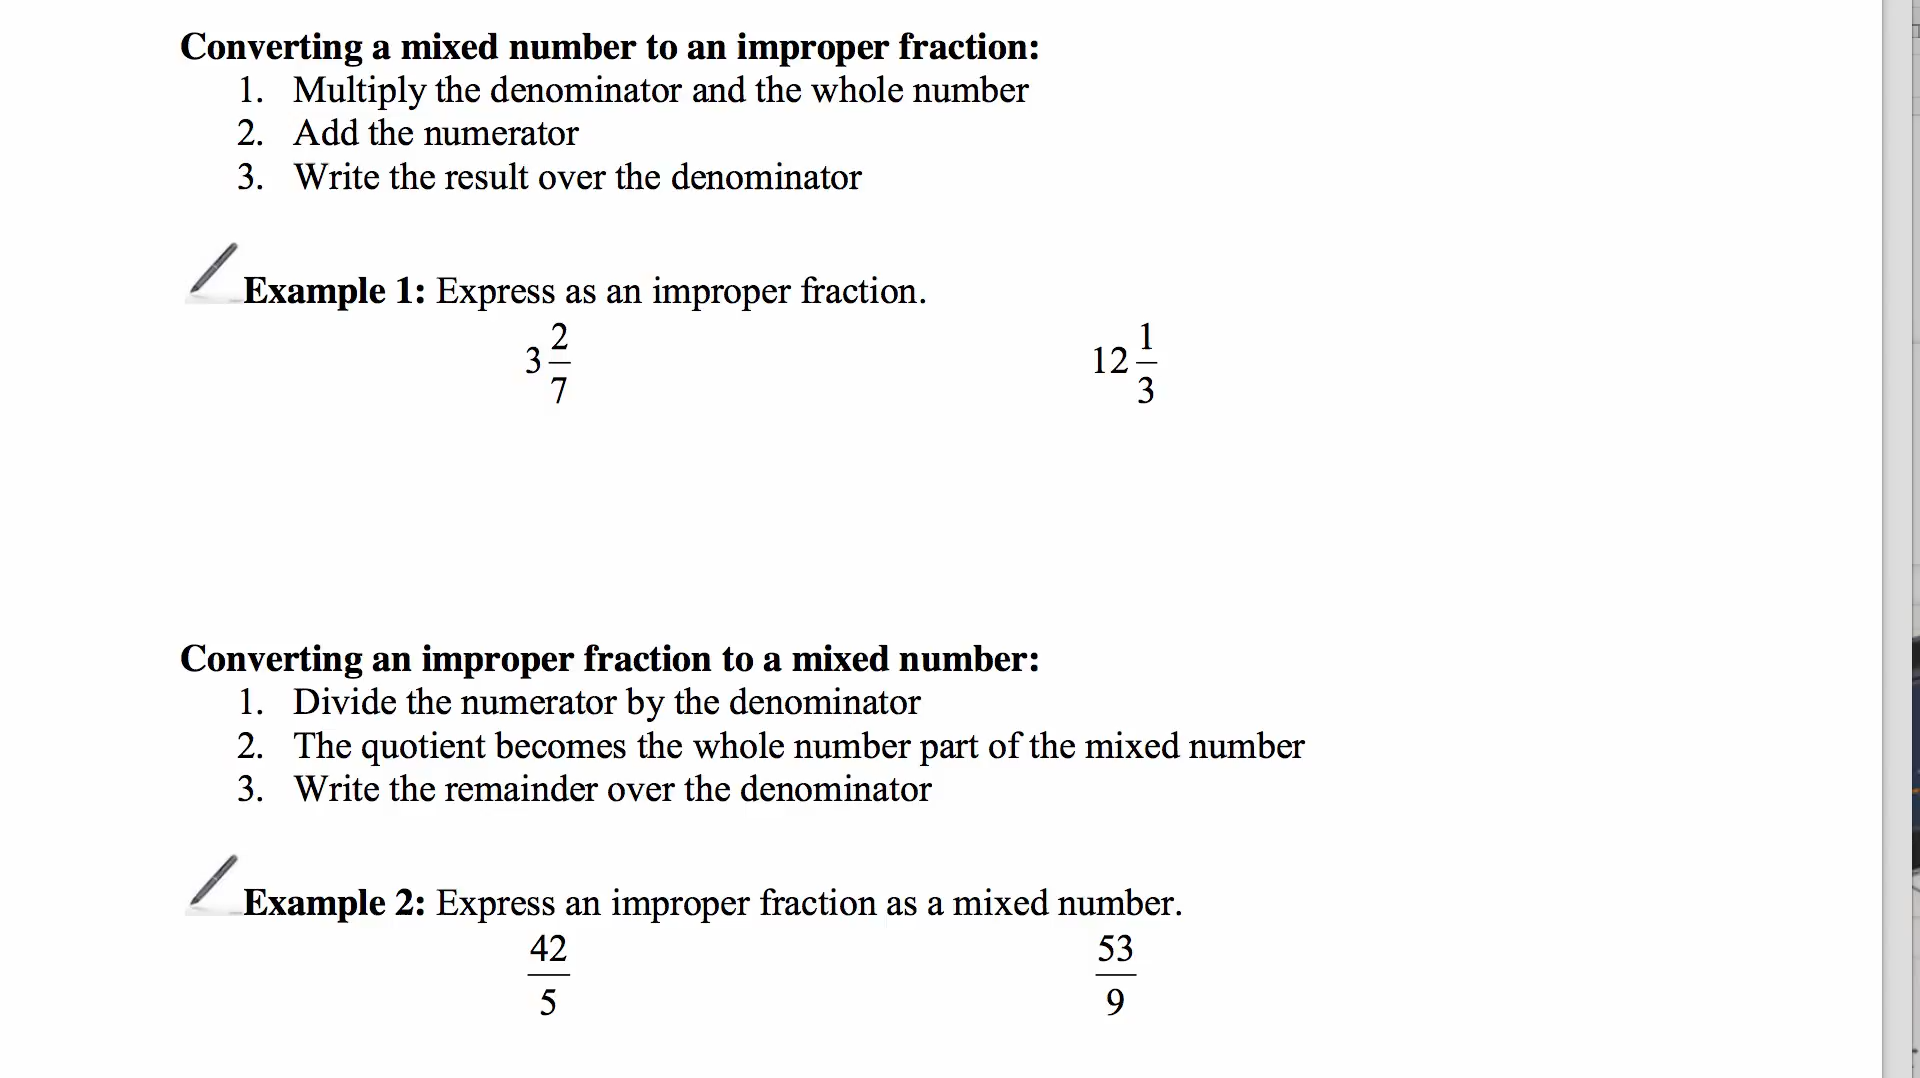 Converting a mixed number to an improper fraction:
1. Multiply the denominator and the whole number
2. Add the numerator
3. Write the result over the denominator
Example 1: Express as an improper fraction.
3 2/7 12 1/3
Converting an improper fraction to a mixed number:
1. Divide the numerator by the denominator
2. The quotient becomes the whole number part of the mixed number
3. Write the remainder over the denominator
Example 2: Express an improper fraction as a mixed number.
42/5 53/9